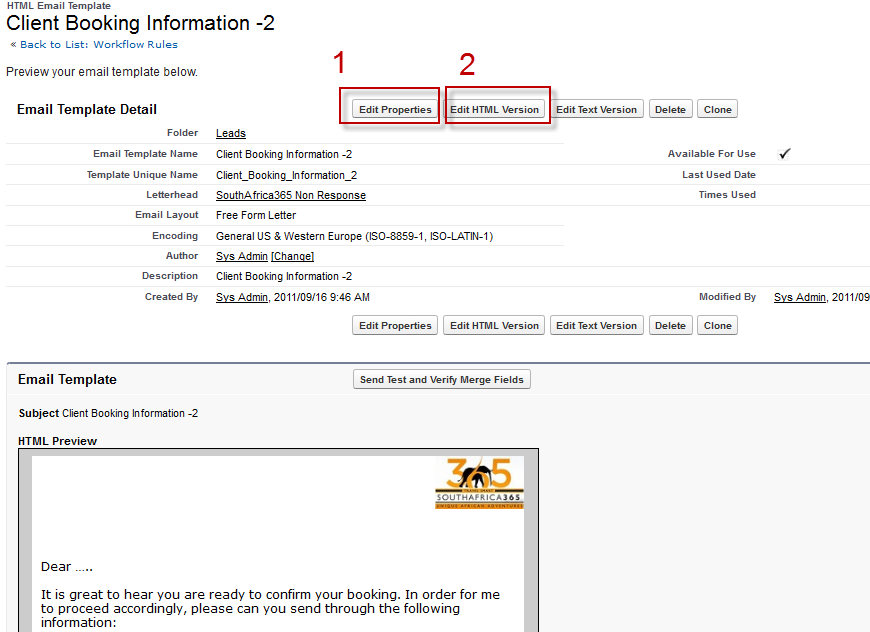 HTML Email Template
Client Booking Information -2
« Back to List: Workflow Rules
Preview your email template below.
1
2
Email Template Detail
Edit Properties
Edit HTML Version
Edit Text Version
Delete
Clone
Folder Leads
Email Template Name Client Booking Information -2 Available For Use ✓
Template Unique Name Client_Booking_Information_2 Last Used Date
Letterhead SouthAfrica365 Non Response Times Used
Email Layout Free Form Letter
Encoding General US & Western Europe (ISO-8859-1, ISO-LATIN-1)
Author Sys Admin [Change]
Description Client Booking Information -2
Created By Sys Admin, 2011/09/16 9:46 AM Modified By Sys Admin, 2011/09
Edit Properties
Edit HTML Version
Edit Text Version
Delete
Clone
Email Template
Send Test and Verify Merge Fields
Subject Client Booking Information -2
HTML Preview
365
SOUTHAFRICA365
UNIQUE AFRICAN ADVENTURES
Dear .....
It is great to hear you are ready to confirm your booking. In order for me
to proceed accordingly, please can you send through the following
information: